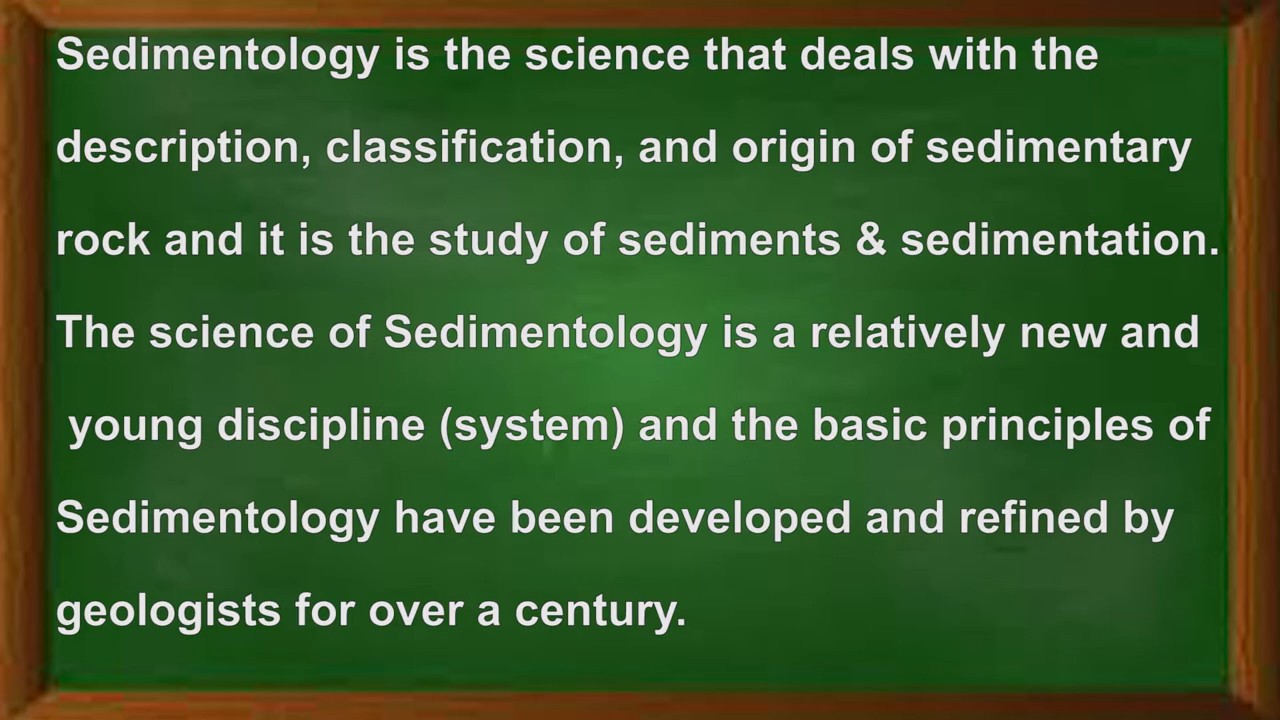 Sedimentology is the science that deals with the
description, classification, and origin of sedimentary
rock and it is the study of sediments & sedimentation.
The science of Sedimentology is a relatively new and
young discipline (system) and the basic principles of
Sedimentology have been developed and refined by
geologists for over a century.